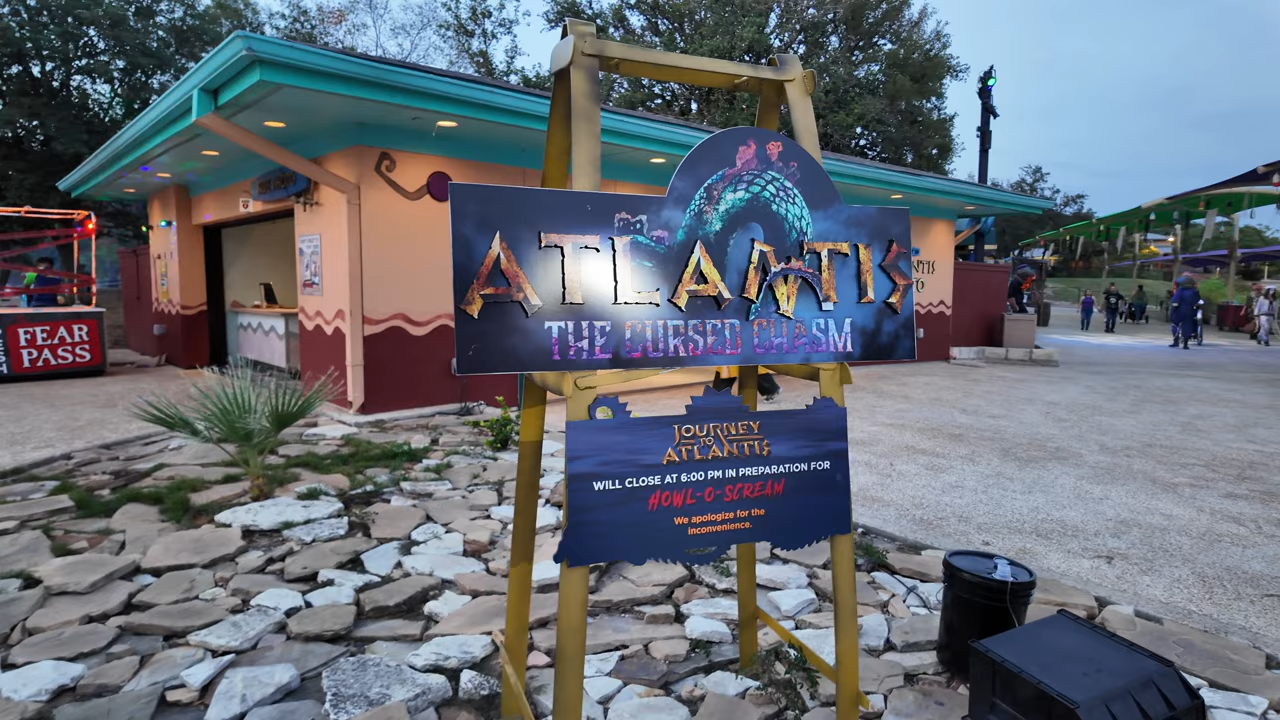 ATLANTIS
THE CURSED CHASM
JOURNEY
TO
ATLANTIS
WILL CLOSE AT 6:00 PM IN PREPARATION FOR
HOWL-O-SCREAM
We apologize for the
inconvenience.
FEAR
PASS